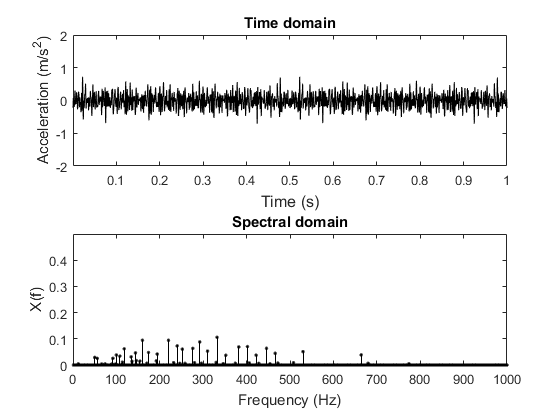 Time domain
Acceleration (m/s²)
2
1
0
-1
-2
0.1 0.2 0.3 0.4 0.5 0.6 0.7 0.8 0.9 1
Time (s)
Spectral domain
X(f)
0.4
0.3
0.2
0.1
0
0 100 200 300 400 500 600 700 800 900 1000
Frequency (Hz)